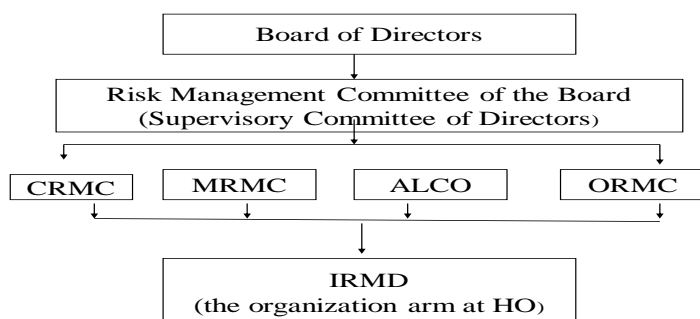 Board of Directors
Risk Management Committee of the Board
(Supervisory Committee of Directors)
CRMC
MRMC
ALCO
ORMC
IRMD
(the organization arm at HO)